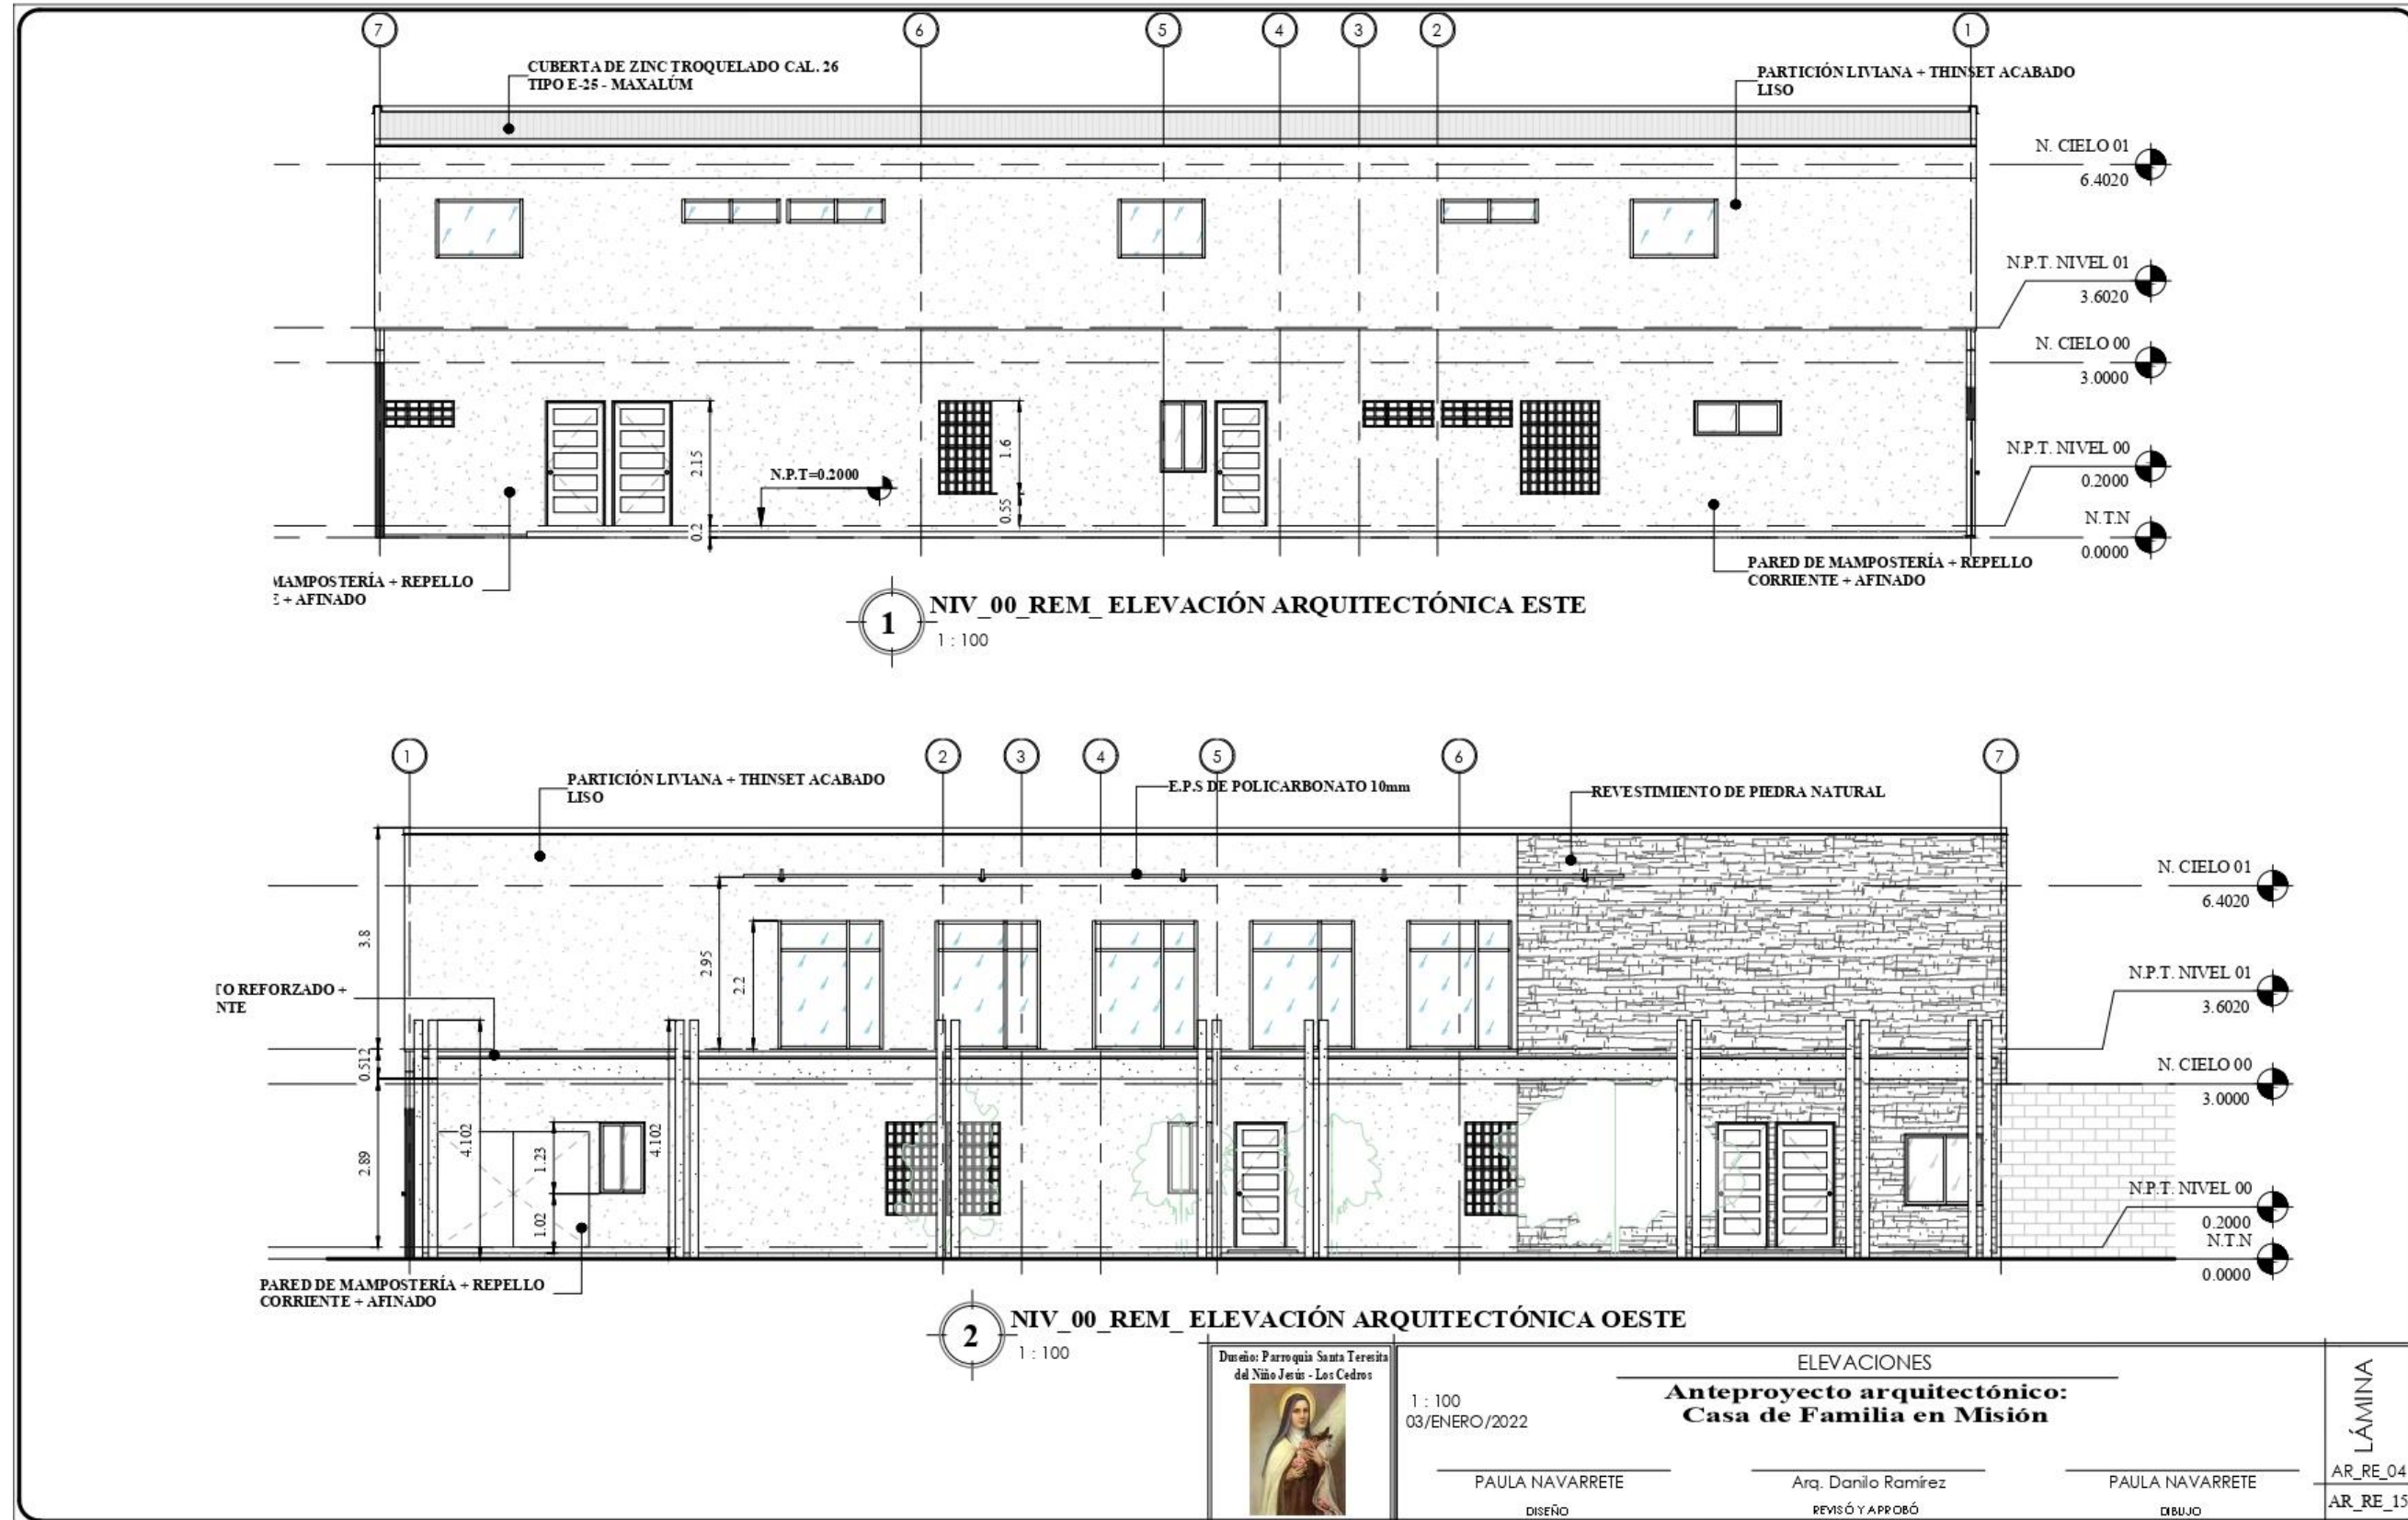 7
6
5
4
3
2
1
CUBERTA DE ZINC TROQUELADO CAL. 26
TIPO E-25 - MAXALÚM
PARTICIÓN LIVIANA + THINSET ACABADO
LISO
N. CIELO 01
6.4020
N.P.T. NIVEL 01
3.6020
N. CIELO 00
3.0000
N.P.T. NIVEL 00
0.2000
N.T.N
0.0000
2.15
0.2
N.P.T=0.2000
1.6
0.55
MAMPOSTERÍA + REPELLO
E + AFINADO
PARED DE MAMPOSTERÍA + REPELLO
CORRIENTE + AFINADO
1
NIV_00_REM_ ELEVACIÓN ARQUITECTÓNICA ESTE
1 : 100
1
2
3
4
5
6
7
PARTICIÓN LIVIANA + THINSET ACABADO
LISO
E.P.S DE POLICARBONATO 10mm
REVESTIMIENTO DE PIEDRA NATURAL
N. CIELO 01
6.4020
N.P.T. NIVEL 01
3.6020
N. CIELO 00
3.0000
N.P.T. NIVEL 00
0.2000
N.T.N
0.0000
3.8
2.95
2.2
TO REFORZADO +
NTE
0.512
2.89
4.102
1.23
1.02
4.102
PARED DE MAMPOSTERÍA + REPELLO
CORRIENTE + AFINADO
2
NIV_00_REM_ ELEVACIÓN ARQUITECTÓNICA OESTE
1 : 100
Duseño: Parroquia Santa Teresita
del Niño Jesús - Los Cedros
1 : 100
03/ENERO/2022
ELEVACIONES
Anteproyecto arquitectónico:
Casa de Familia en Misión
PAULA NAVARRETE
DISEÑO
Arq. Danilo Ramírez
REVISÓ Y APROBÓ
PAULA NAVARRETE
DIBUJO
LÁMINA
AR_RE_04
AR_RE_15